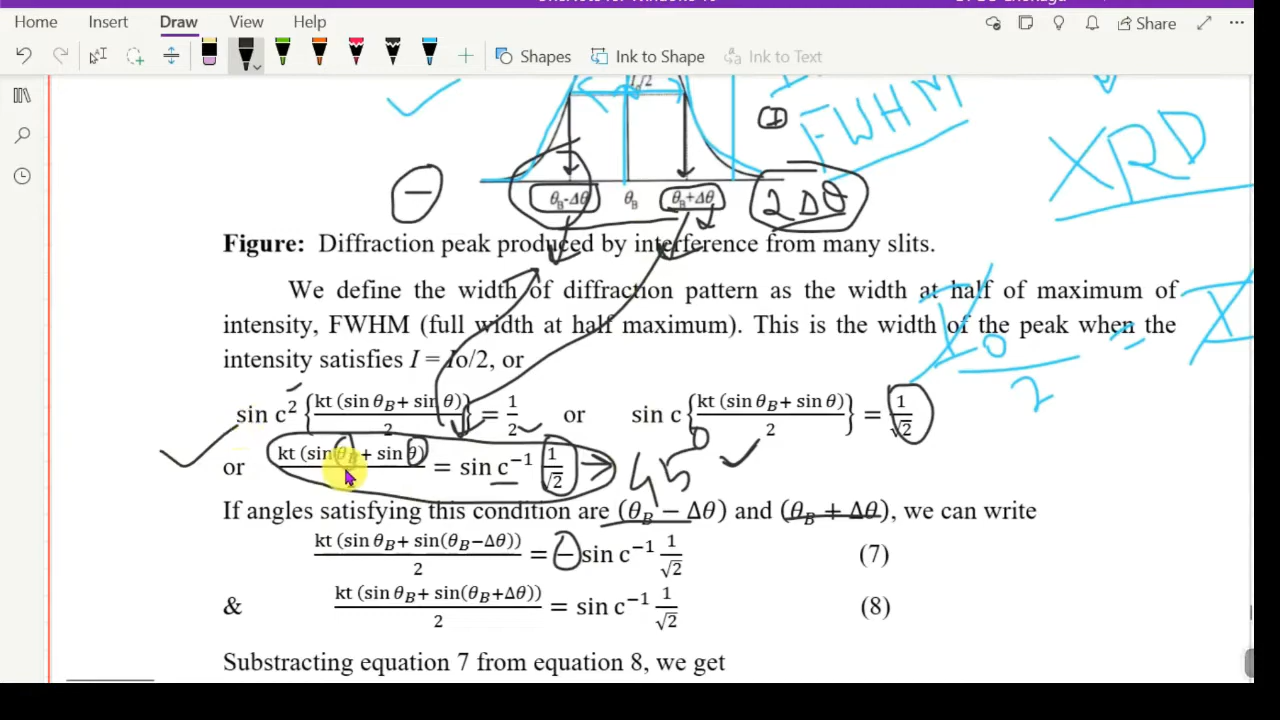 Home Insert Draw View Help
Share
Shapes Ink to Shape Ink to Text
FWHM
XRD
θB-Δθ θB θB+Δθ 2Δθ
Figure: Diffraction peak produced by interference from many slits.
We define the width of diffraction pattern as the width at half of maximum of
intensity, FWHM (full width at half maximum). This is the width of the peak when the
intensity satisfies I = Io/2, or
I0/2 = I
sin c² {kt (sin θB + sin θ)/2} = 1/2 or sin c {kt (sin θB + sin θ)/2} = 1/√2
or kt (sin θB + sin θ) = sin c⁻¹ 1/√2 → 45°
If angles satisfying this condition are (θB − Δθ) and (θB + Δθ), we can write
kt (sin θB + sin(θB−Δθ))/2 = −sin c⁻¹ 1/√2 (7)
& kt (sin θB + sin(θB+Δθ))/2 = sin c⁻¹ 1/√2 (8)
Substracting equation 7 from equation 8, we get